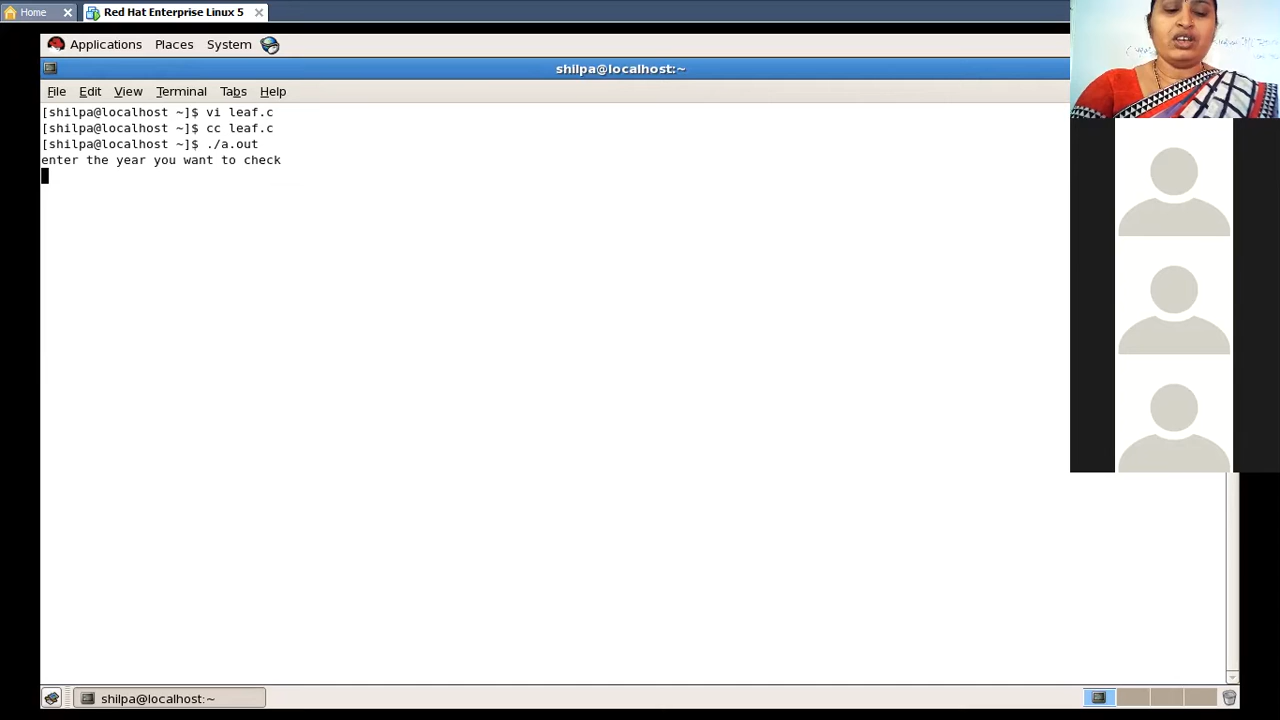 Home
Red Hat Enterprise Linux 5
Applications Places System
shilpa@localhost:~
File Edit View Terminal Tabs Help
[shilpa@localhost ~]$ vi leaf.c
[shilpa@localhost ~]$ cc leaf.c
[shilpa@localhost ~]$ ./a.out
enter the year you want to check
shilpa@localhost:~